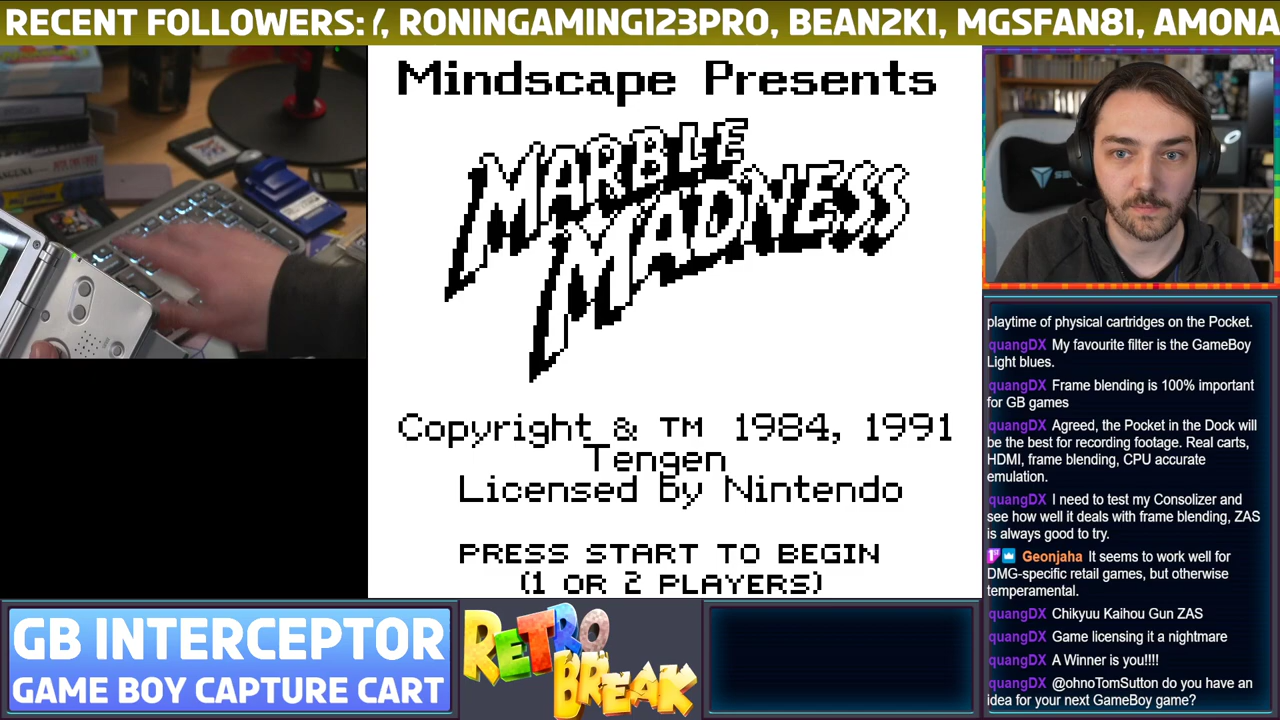 RECENT FOLLOWERS: , RONINGAMING123PRO, BEAN2K1, MGSFAN81, AMONA
Mindscape Presents
MARBLE
MADNESS
Copyright & TM 1984, 1991
Tengen
Licensed by Nintendo
PRESS START TO BEGIN
(1 OR 2 PLAYERS)
playtime of physical cartridges on the Pocket.
quangDX My favourite filter is the GameBoy
Light blues.
quangDX Frame blending is 100% important
for GB games
quangDX Agreed, the Pocket in the Dock will
be the best for recording footage. Real carts,
HDMI, frame blending, CPU accurate
emulation.
quangDX I need to test my Consolizer and
see how well it deals with frame blending, ZAS
is always good to try.
Geonjaha It seems to work well for
DMG-specific retail games, but otherwise
temperamental.
quangDX Chikyuu Kaihou Gun ZAS
quangDX Game licensing it a nightmare
quangDX A Winner is you!!!!
quangDX @ohnoTomSutton do you have an
idea for your next GameBoy game?
GB INTERCEPTOR
GAME BOY CAPTURE CART
RETRO
BREAK